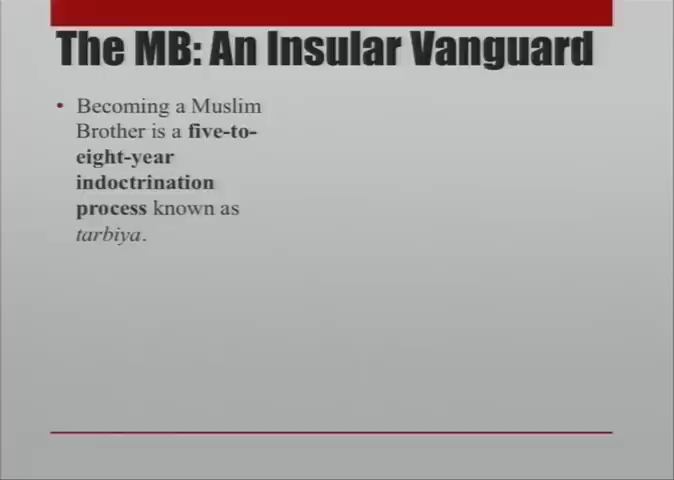 The MB: An Insular Vanguard
• Becoming a Muslim
Brother is a five-to-
eight-year
indoctrination
process known as
tarbiya.